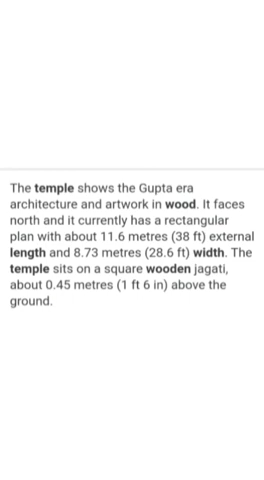 The temple shows the Gupta era
architecture and artwork in wood. It faces
north and it currently has a rectangular
plan with about 11.6 metres (38 ft) external
length and 8.73 metres (28.6 ft) width. The
temple sits on a square wooden jagati,
about 0.45 metres (1 ft 6 in) above the
ground.